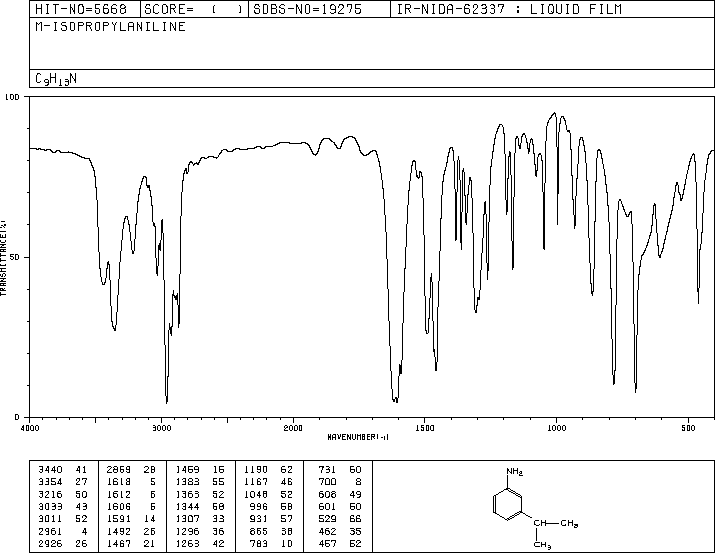 HIT-NO=5668 SCORE= ( ) SDBS-NO=19275 IR-NIDA-62337 : LIQUID FILM
M-ISOPROPYLANILINE
C9H13N
100
50
0
TRANSMITTANCE(%)
4000 3000 2000 1500 1000 500
WAVENUMBER(-1)
3440 41 2869 28 1459 15 1190 62 731 60
3354 27 1618 5 1383 55 1167 46 700 8
3216 50 1612 5 1363 52 1048 52 608 49
3033 43 1606 5 1344 58 996 58 601 50
3011 52 1591 14 1307 33 931 57 529 66
2961 4 1492 26 1296 36 865 38 462 35
2926 26 1467 21 1263 42 783 10 457 52
NH2
CH—CH3
CH3